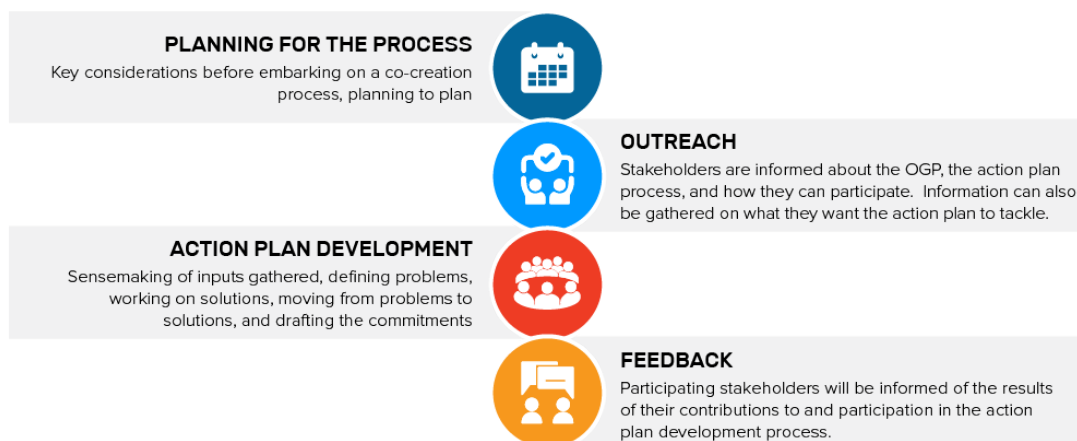 PLANNING FOR THE PROCESS
Key considerations before embarking on a co-creation
process, planning to plan
OUTREACH
Stakeholders are informed about the OGP, the action plan
process, and how they can participate.  Information can also
be gathered on what they want the action plan to tackle.
ACTION PLAN DEVELOPMENT
Sensemaking of inputs gathered, defining problems,
working on solutions, moving from problems to
solutions, and drafting the commitments
FEEDBACK
Participating stakeholders will be informed of the results
of their contributions to and participation in the action
plan development process.